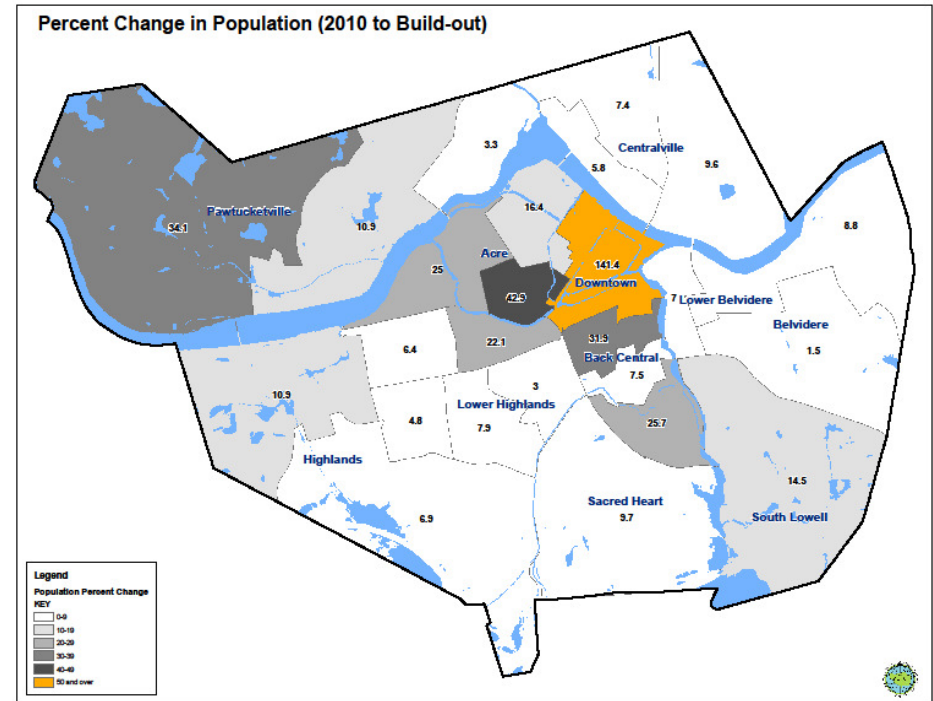 Percent Change in Population (2010 to Build-out)
7.4
3.3
Centralville
5.8
9.6
16.4
Pawtucketville
34.1
10.9
8.8
Acre
25
141.4
Downtown
42.9
7
Lower Belvidere
Belvidere
31.9
22.1
6.4
Back Central
1.5
7.5
3
10.9
Lower Highlands
4.8
7.9
25.7
Highlands
14.5
Sacred Heart
9.7
South Lowell
6.9
Legend
Population Percent Change
KEY
0-9
10-19
20-29
30-39
40-49
50 and over